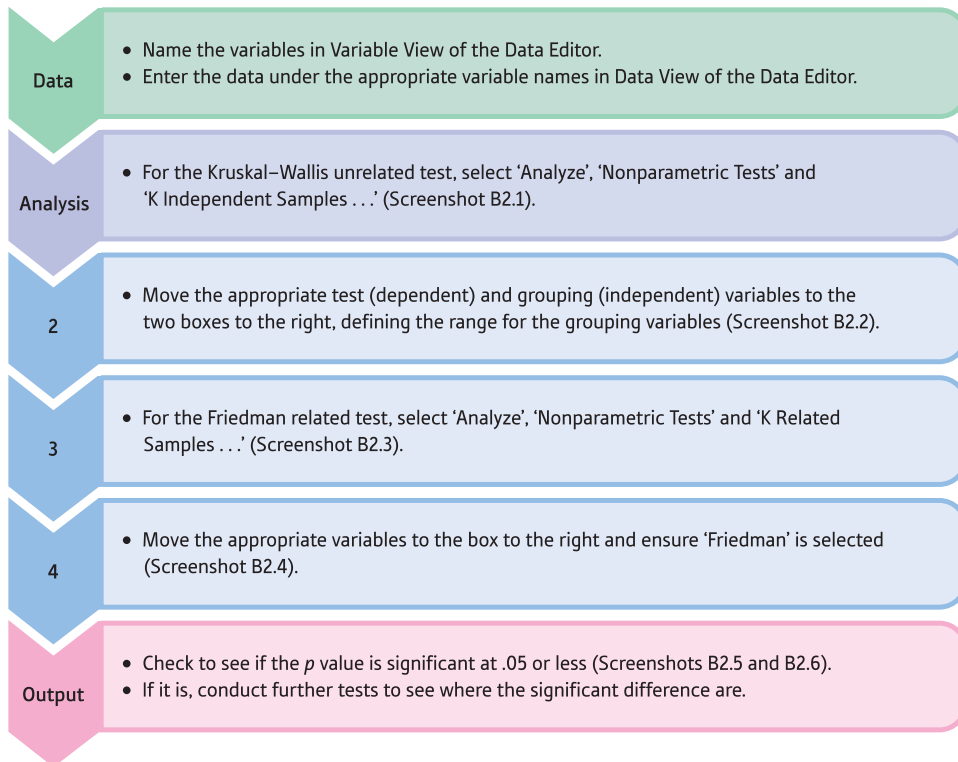 Data
• Name the variables in Variable View of the Data Editor.
• Enter the data under the appropriate variable names in Data View of the Data Editor.
Analysis
• For the Kruskal–Wallis unrelated test, select ‘Analyze’, ‘Nonparametric Tests’ and
‘K Independent Samples . . .’ (Screenshot B2.1).
2
• Move the appropriate test (dependent) and grouping (independent) variables to the
two boxes to the right, defining the range for the grouping variables (Screenshot B2.2).
3
• For the Friedman related test, select ‘Analyze’, ‘Nonparametric Tests’ and ‘K Related
Samples . . .’ (Screenshot B2.3).
4
• Move the appropriate variables to the box to the right and ensure ‘Friedman’ is selected
(Screenshot B2.4).
Output
• Check to see if the p value is significant at .05 or less (Screenshots B2.5 and B2.6).
• If it is, conduct further tests to see where the significant difference are.